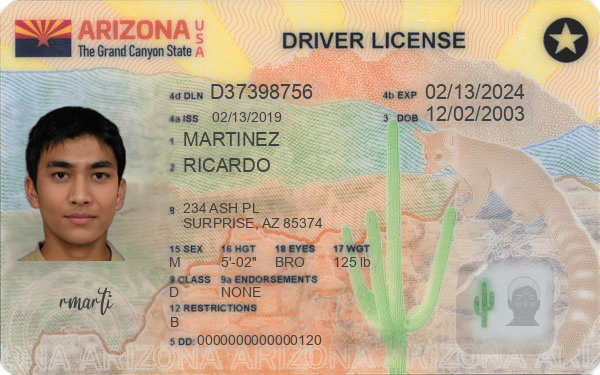 ARIZONA USA
The Grand Canyon State
DRIVER LICENSE
4d DLN D37398756
4b EXP 02/13/2024
4a ISS 02/13/2019
3 DOB 12/02/2003
1 MARTINEZ
2 RICARDO
8 234 ASH PL
SURPRISE, AZ 85374
15 SEX 16 HGT 18 EYES 17 WGT
M 5'-02" BRO 125 lb
9 CLASS 9a ENDORSEMENTS
D NONE
12 RESTRICTIONS
B
rmarti
5 DD: 0000000000000120
ARIZONA ARIZONA ARIZONA ARIZONA